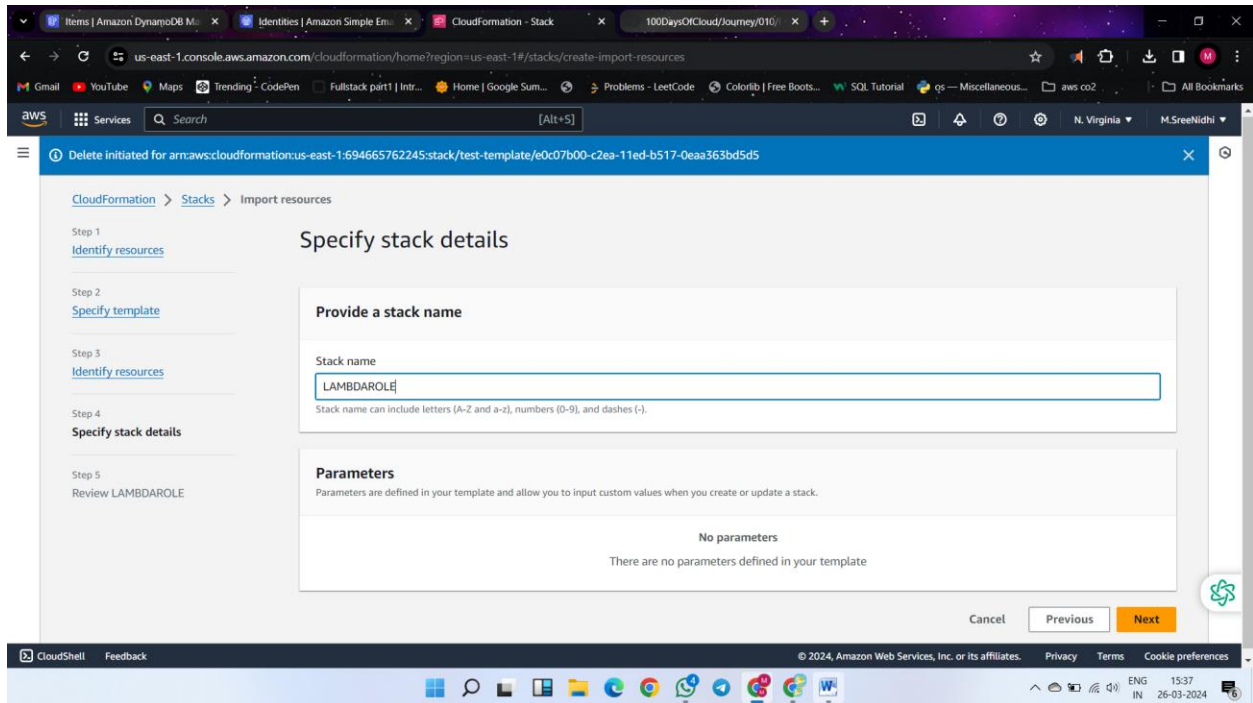 Items | Amazon DynamoDB Ma
Identities | Amazon Simple Ema
CloudFormation - Stack
100DaysOfCloud/Journey/010/
us-east-1.console.aws.amazon.com/cloudformation/home?region=us-east-1#/stacks/create-import-resources
M
Gmail YouTube Maps Trending - CodePen Fullstack part1 | Intr... Home | Google Sum... Problems - LeetCode Colorlib | Free Boots... SQL Tutorial qs — Miscellaneous... aws co2 All Bookmarks
aws Services Search [Alt+S] N. Virginia M.SreeNidhi
Delete initiated for arn:aws:cloudformation:us-east-1:694665762245:stack/test-template/e0c07b00-c2ea-11ed-b517-0eaa363bd5d5
CloudFormation > Stacks > Import resources
Step 1
Identify resources
Step 2
Specify template
Step 3
Identify resources
Step 4
Specify stack details
Step 5
Review LAMBDAROLE
Specify stack details
Provide a stack name
Stack name
LAMBDAROLE
Stack name can include letters (A-Z and a-z), numbers (0-9), and dashes (-).
Parameters
Parameters are defined in your template and allow you to input custom values when you create or update a stack.
No parameters
There are no parameters defined in your template
Cancel Previous Next
CloudShell Feedback © 2024, Amazon Web Services, Inc. or its affiliates. Privacy Terms Cookie preferences
ENG
IN
15:37
26-03-2024